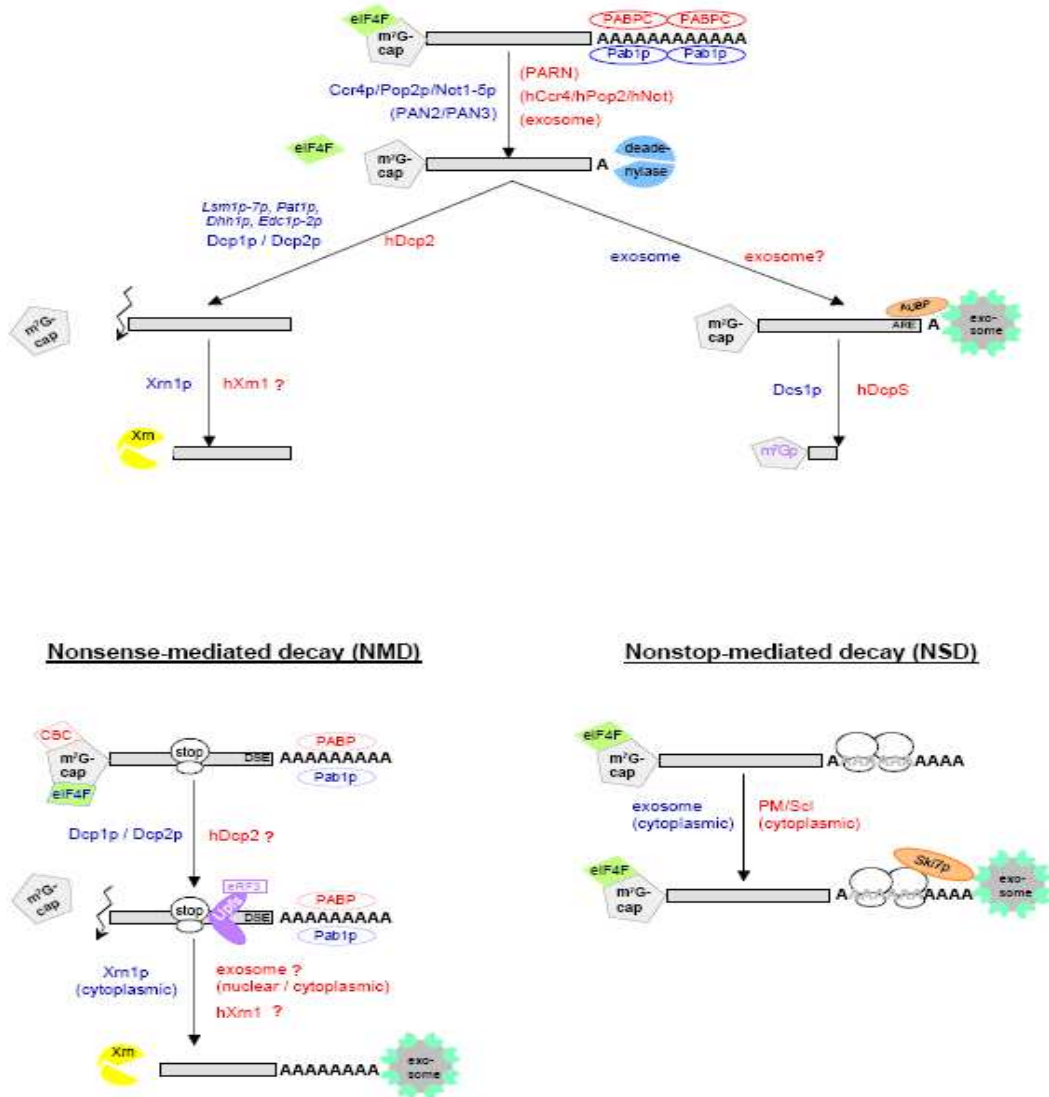 eIF4F
m⁷G-
cap
PABPC PABPC
AAAAAAAAAAAAA
Pab1p Pab1p
Ccr4p/Pop2p/Not1-5p
(PAN2/PAN3)
(PARN)
(hCcr4/hPop2/hNot)
(exosome)
eIF4F
m⁷G-
cap
A
deade-
nylase
Lsm1p-7p, Pat1p,
Dhh1p, Edc1p-2p
Dcp1p / Dcp2p
hDcp2
exosome
exosome?
m⁷G-
cap
m⁷G-
cap
ARE
A
AUBP
exo-
some
Xrn1p
hXrn1 ?
Dcs1p
hDcpS
Xrn
m⁷Gp
Nonsense-mediated decay (NMD)
CBC
m⁷G-
cap
eIF4F
stop
DSE
PABP
AAAAAAAAA
Pab1p
Dcp1p / Dcp2p
hDcp2 ?
m⁷G-
cap
stop
eRF3
Upfs
DSE
PABP
AAAAAAAAA
Pab1p
Xrn1p
(cytoplasmic)
exosome ?
(nuclear / cytoplasmic)
hXrn1 ?
Xrn
AAAAAAAA
exo-
some
Nonstop-mediated decay (NSD)
eIF4F
m⁷G-
cap
A AAA AAAA
exosome
(cytoplasmic)
PM/Scl
(cytoplasmic)
eIF4F
m⁷G-
cap
A AAA AAAA
Ski7p
exo-
some